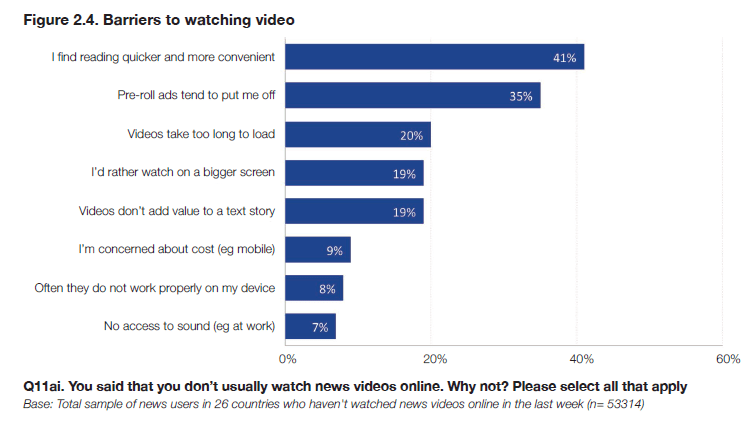 Figure 2.4. Barriers to watching video
I find reading quicker and more convenient 41%
Pre-roll ads tend to put me off 35%
Videos take too long to load 20%
I'd rather watch on a bigger screen 19%
Videos don't add value to a text story 19%
I'm concerned about cost (eg mobile) 9%
Often they do not work properly on my device 8%
No access to sound (eg at work) 7%
0% 20% 40% 60%
Q11ai. You said that you don't usually watch news videos online. Why not? Please select all that apply
Base: Total sample of news users in 26 countries who haven't watched news videos online in the last week (n= 53314)